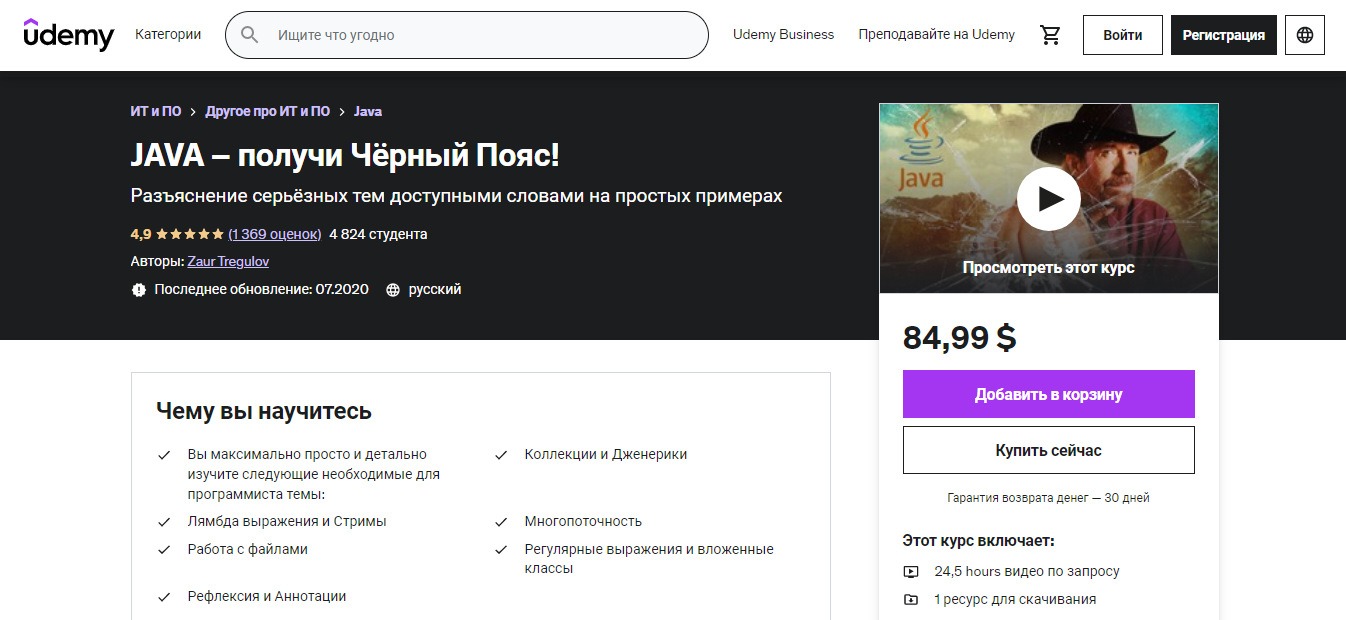 udemy
Категории
Ищите что угодно
Udemy Business
Преподавайте на Udemy
Войти
Регистрация
ИТ и ПО > Другое про ИТ и ПО > Java
JAVA – получи Чёрный Пояс!
Разъяснение серьёзных тем доступными словами на простых примерах
4,9 ★★★★★ (1 369 оценок) 4 824 студента
Авторы: Zaur Tregulov
Последнее обновление: 07.2020 русский
Java
Просмотреть этот курс
84,99 $
Добавить в корзину
Купить сейчас
Гарантия возврата денег — 30 дней
Этот курс включает:
24,5 hours видео по запросу
1 ресурс для скачивания
Чему вы научитесь
Вы максимально просто и детально
изучите следующие необходимые для
программиста темы:
Коллекции и Дженерики
Лямбда выражения и Стримы
Многопоточность
Работа с файлами
Регулярные выражения и вложенные
классы
Рефлексия и Аннотации